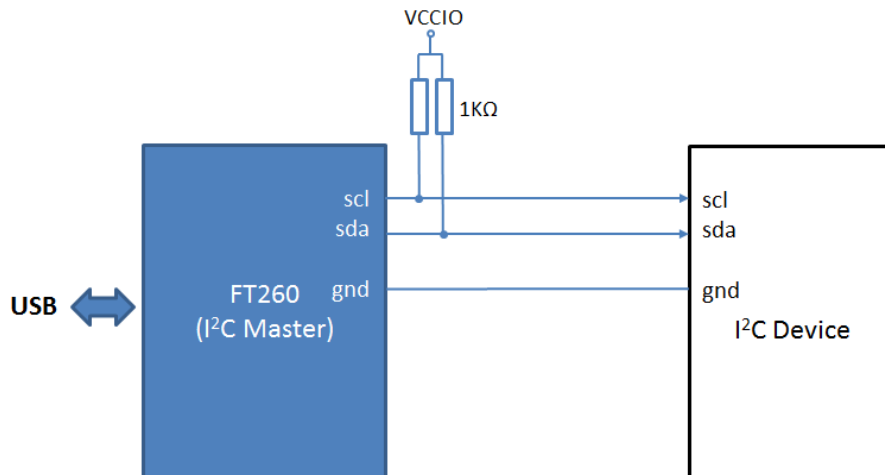 VCCIO
1KΩ
scl
sda
gnd
USB
FT260
(I²C Master)
scl
sda
gnd
I²C Device